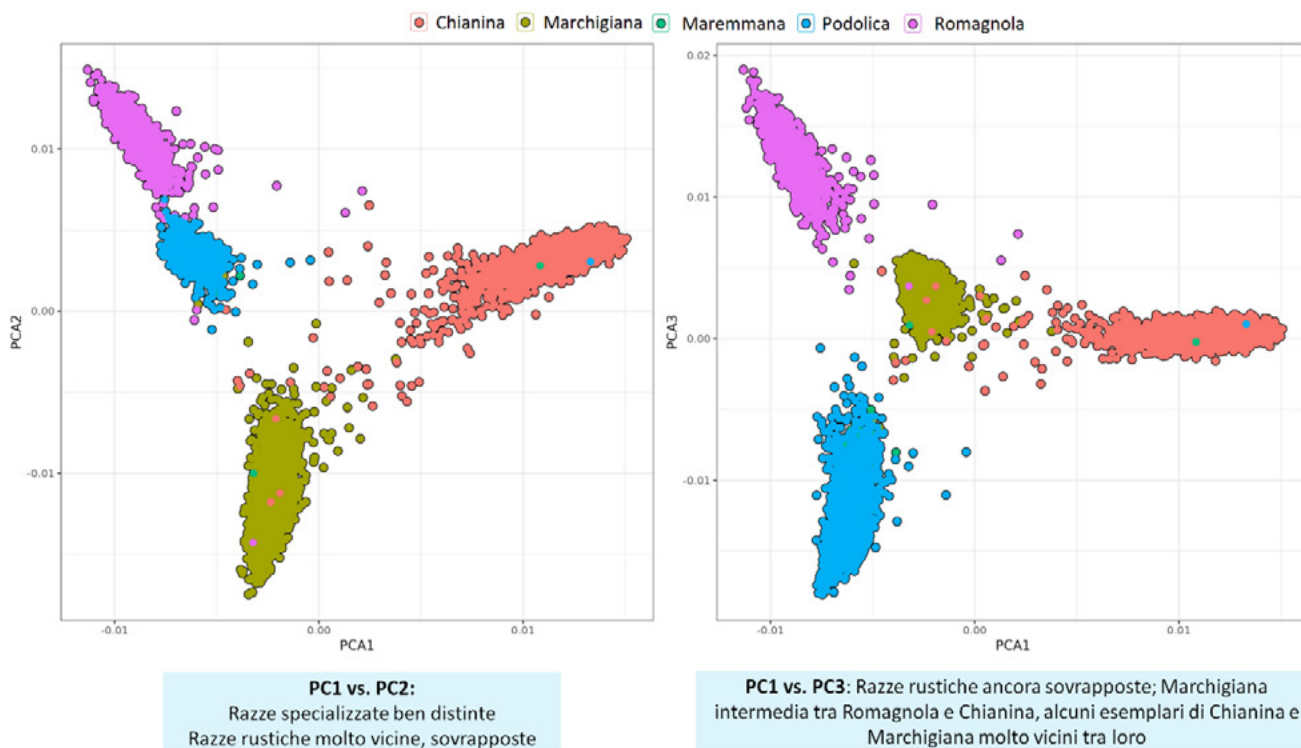 Chianina Marchigiana Maremmana Podolica Romagnola
0.01
0.00
-0.01
PCA2
-0.01 0.00 0.01
PCA1
0.02
0.01
0.00
-0.01
PCA3
-0.01 0.00 0.01
PCA1
PC1 vs. PC2:
Razze specializzate ben distinte
Razze rustiche molto vicine, sovrapposte
PC1 vs. PC3: Razze rustiche ancora sovrapposte; Marchigiana
intermedia tra Romagnola e Chianina, alcuni esemplari di Chianina e
Marchigiana molto vicini tra loro